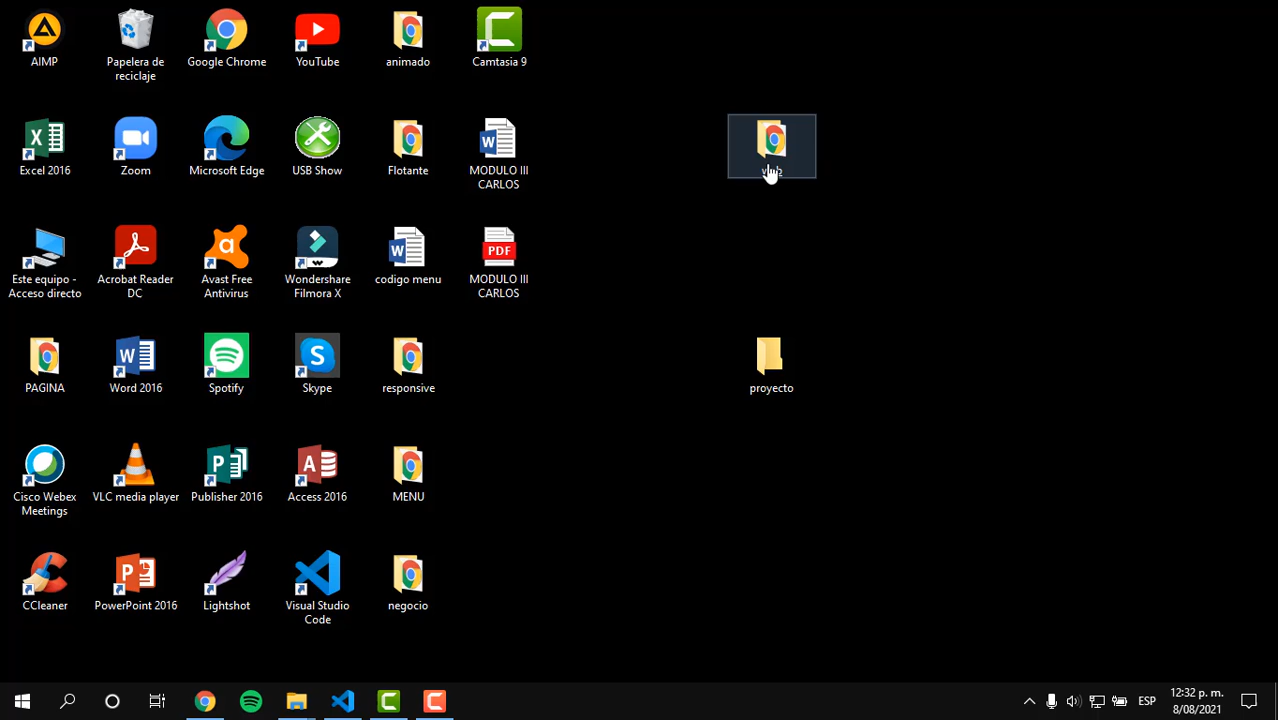 AIMP
Papelera de
reciclaje
Google Chrome
YouTube
animado
Camtasia 9
Excel 2016
Zoom
Microsoft Edge
USB Show
Flotante
MODULO III
CARLOS
Este equipo -
Acceso directo
Acrobat Reader
DC
Avast Free
Antivirus
Wondershare
Filmora X
codigo menu
PDF
MODULO III
CARLOS
PAGINA
Word 2016
Spotify
Skype
responsive
proyecto
Cisco Webex
Meetings
VLC media player
Publisher 2016
Access 2016
MENU
CCleaner
PowerPoint 2016
Lightshot
Visual Studio
Code
negocio
ESP
12:32 p. m.
8/08/2021